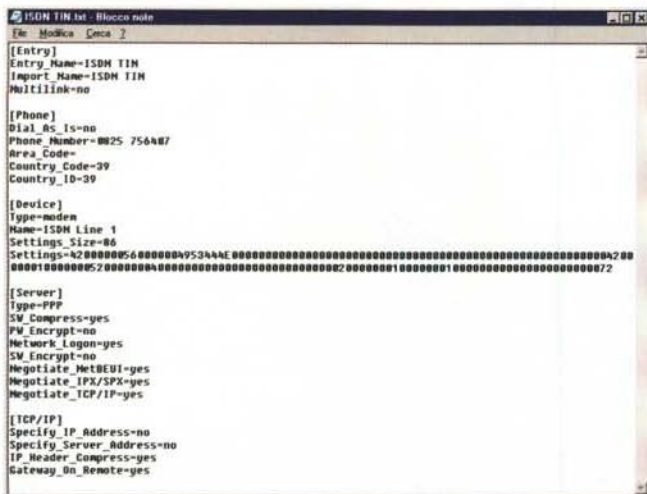 ISDN TIN.txt - Blocco note
File Modifica Cerca ?
[Entry]
Entry_Name=ISDN TIN
Import_Name=ISDN TIN
Multilink=no
[Phone]
Dial_As_Is=no
Phone_Number=0825 756407
Area_Code=
Country_Code=39
Country_ID=39
[Device]
Type=modem
Name=ISDN Line 1
Settings_Size=86
[Server]
Type=PPP
SW_Compress=yes
PW_Encrypt=no
Network_Logon=yes
SW_Encrypt=no
Negotiate_NetBEUI=yes
Negotiate_IPX/SPX=yes
Negotiate_TCP/IP=yes
[TCP/IP]
Specify_IP_Address=no
Specify_Server_Address=no
IP_Header_Compress=yes
Gateway_On_Remote=yes